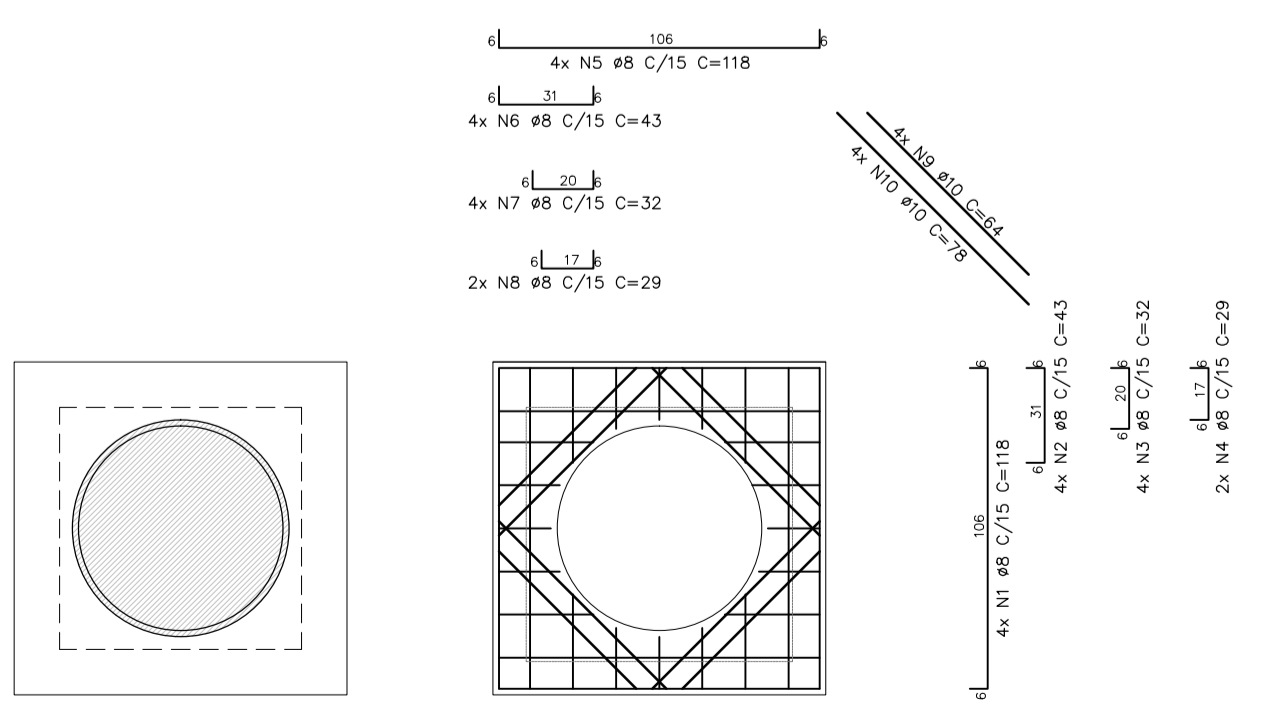 6 106 6
4x N5 ø8 C/15 C=118
6 31 6
4x N6 ø8 C/15 C=43
6 20 6
4x N7 ø8 C/15 C=32
6 17 6
2x N8 ø8 C/15 C=29
4x N9 ø10 C=64
4x N10 ø10 C=78
6 106 6
4x N1 ø8 C/15 C=118
6 31 6
4x N2 ø8 C/15 C=43
6 20 6
4x N3 ø8 C/15 C=32
6 17 6
2x N4 ø8 C/15 C=29